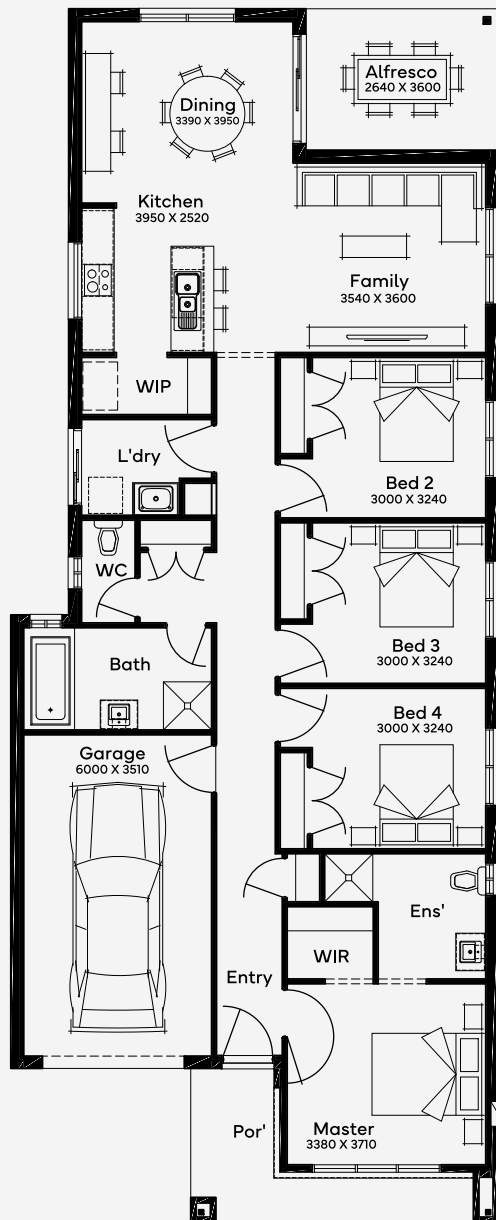 Alfresco
2640 X 3600
Dining
3390 X 3950
Kitchen
3950 X 2520
Family
3540 X 3600
WIP
L'dry
Bed 2
3000 X 3240
WC
Bed 3
3000 X 3240
Bath
Bed 4
3000 X 3240
Garage
6000 X 3510
Ens'
WIR
Entry
Por'
Master
3380 X 3710